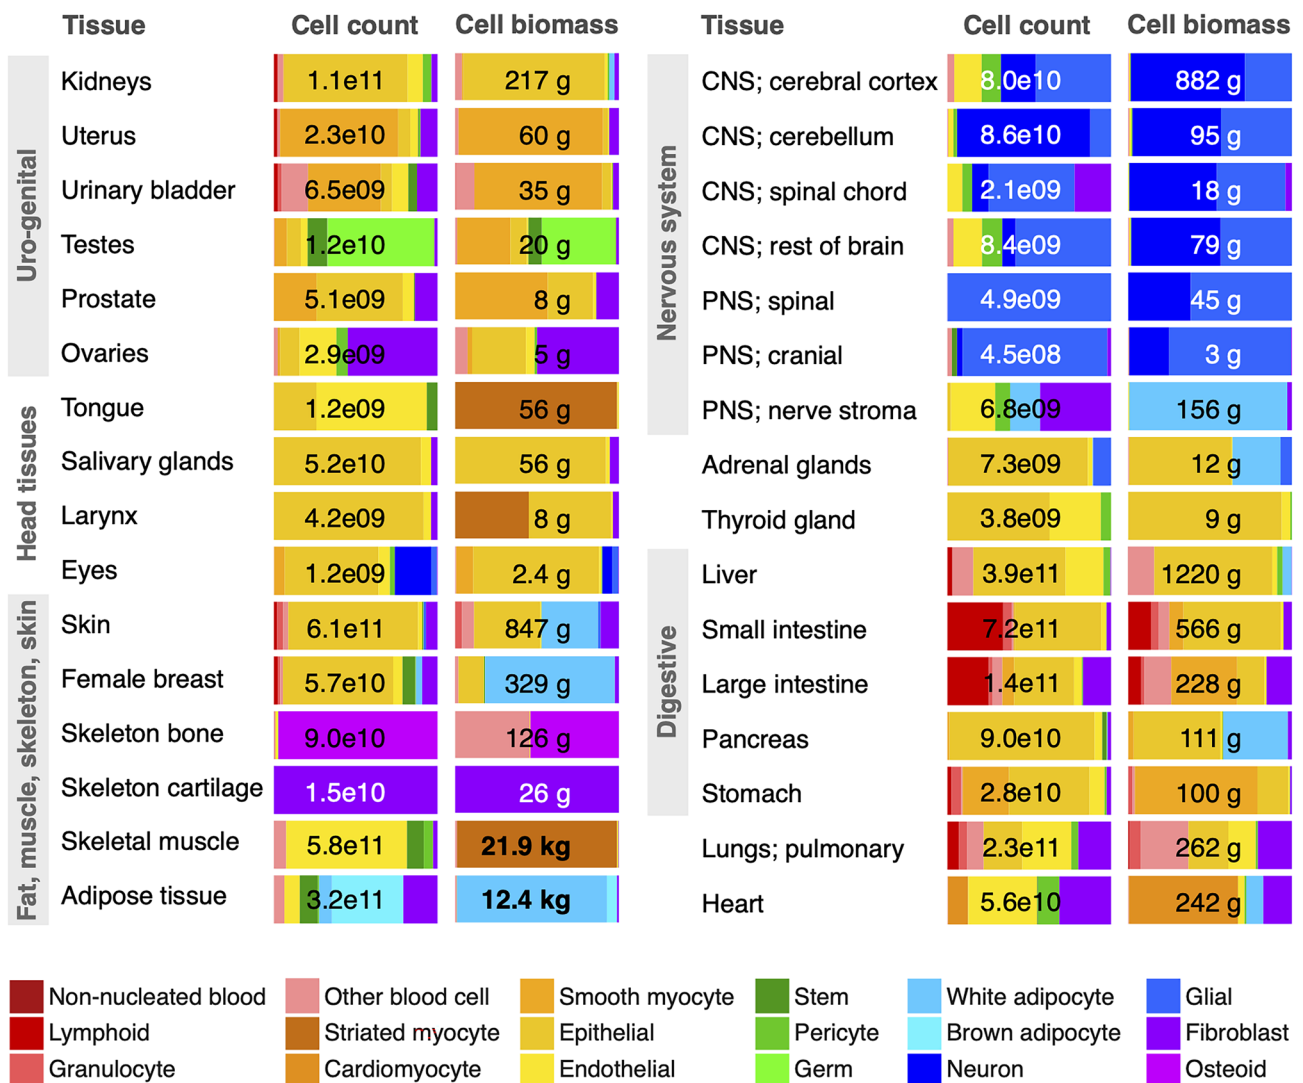 Tissue Cell count Cell biomass
Uro-genital
Kidneys 1.1e11 217 g
Uterus 2.3e10 60 g
Urinary bladder 6.5e09 35 g
Testes 1.2e10 20 g
Prostate 5.1e09 8 g
Ovaries 2.9e09 5 g
Head tissues
Tongue 1.2e09 56 g
Salivary glands 5.2e10 56 g
Larynx 4.2e09 8 g
Eyes 1.2e09 2.4 g
Fat, muscle, skeleton, skin
Skin 6.1e11 847 g
Female breast 5.7e10 329 g
Skeleton bone 9.0e10 126 g
Skeleton cartilage 1.5e10 26 g
Skeletal muscle 5.8e11 21.9 kg
Adipose tissue 3.2e11 12.4 kg
Tissue Cell count Cell biomass
Nervous system
CNS; cerebral cortex 8.0e10 882 g
CNS; cerebellum 8.6e10 95 g
CNS; spinal chord 2.1e09 18 g
CNS; rest of brain 8.4e09 79 g
PNS; spinal 4.9e09 45 g
PNS; cranial 4.5e08 3 g
PNS; nerve stroma 6.8e09 156 g
Adrenal glands 7.3e09 12 g
Thyroid gland 3.8e09 9 g
Digestive
Liver 3.9e11 1220 g
Small intestine 7.2e11 566 g
Large intestine 1.4e11 228 g
Pancreas 9.0e10 111 g
Stomach 2.8e10 100 g
Lungs; pulmonary 2.3e11 262 g
Heart 5.6e10 242 g
Non-nucleated blood Other blood cell Smooth myocyte Stem White adipocyte Glial
Lymphoid Striated myocyte Epithelial Pericyte Brown adipocyte Fibroblast
Granulocyte Cardiomyocyte Endothelial Germ Neuron Osteoid